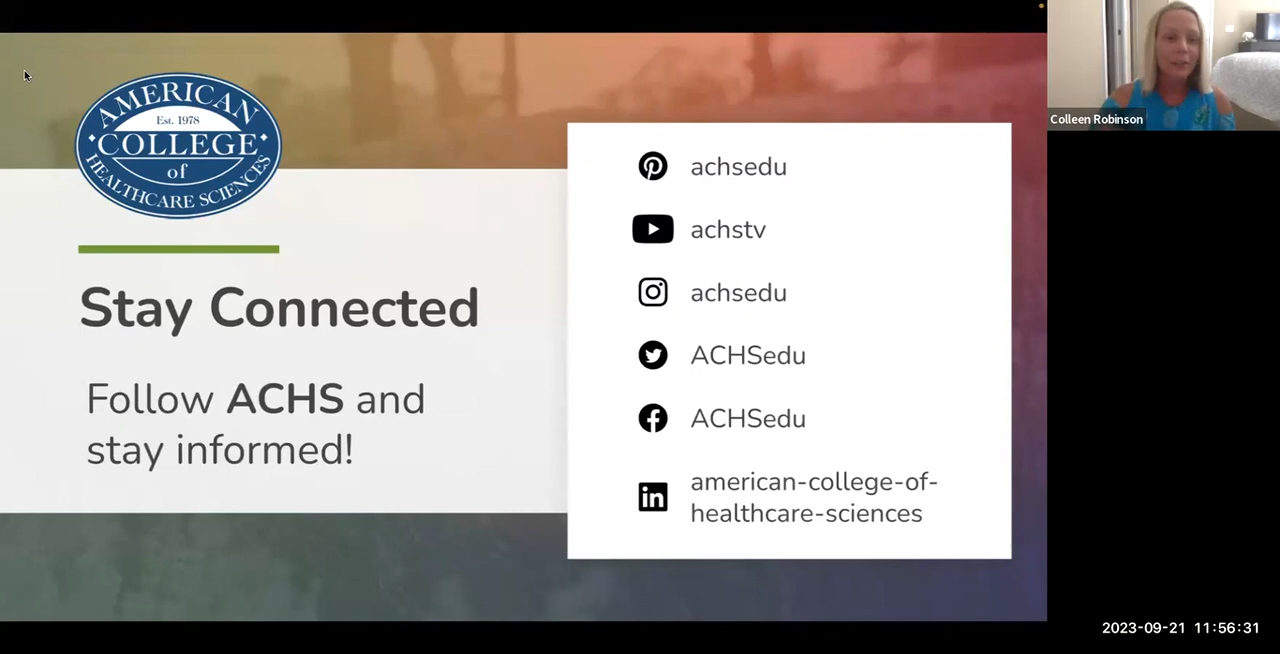 AMERICAN
Est. 1978
COLLEGE
of
HEALTHCARE SCIENCES
Stay Connected
Follow ACHS and
stay informed!
achsedu
achstv
achsedu
ACHSedu
ACHSedu
in
american-college-of-
healthcare-sciences
Colleen Robinson
2023-09-21 11:56:31